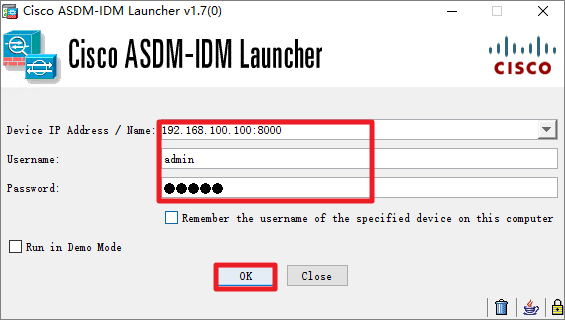 Cisco ASDM-IDM Launcher v1.7(0)
Cisco ASDM-IDM Launcher
CISCO
Device IP Address / Name: 192.168.100.100:8000
Username: admin
Password: ●●●●●
Remember the username of the specified device on this computer
Run in Demo Mode
OK Close